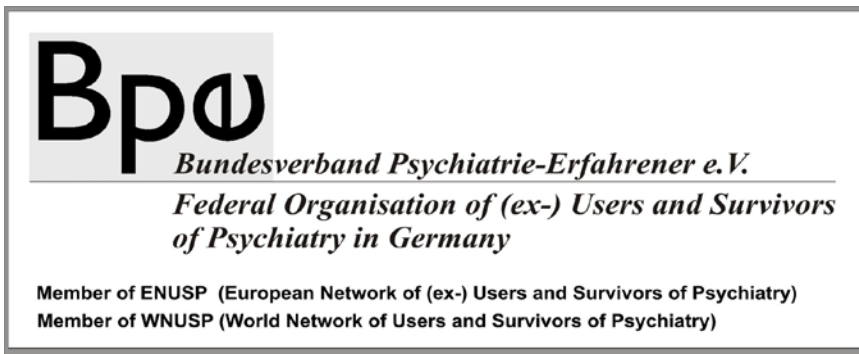 Bpe
Bundesverband Psychiatrie-Erfahrener e.V.
Federal Organisation of (ex-) Users and Survivors
of Psychiatry in Germany
Member of ENUSP (European Network of (ex-) Users and Survivors of Psychiatry)
Member of WNUSP (World Network of Users and Survivors of Psychiatry)